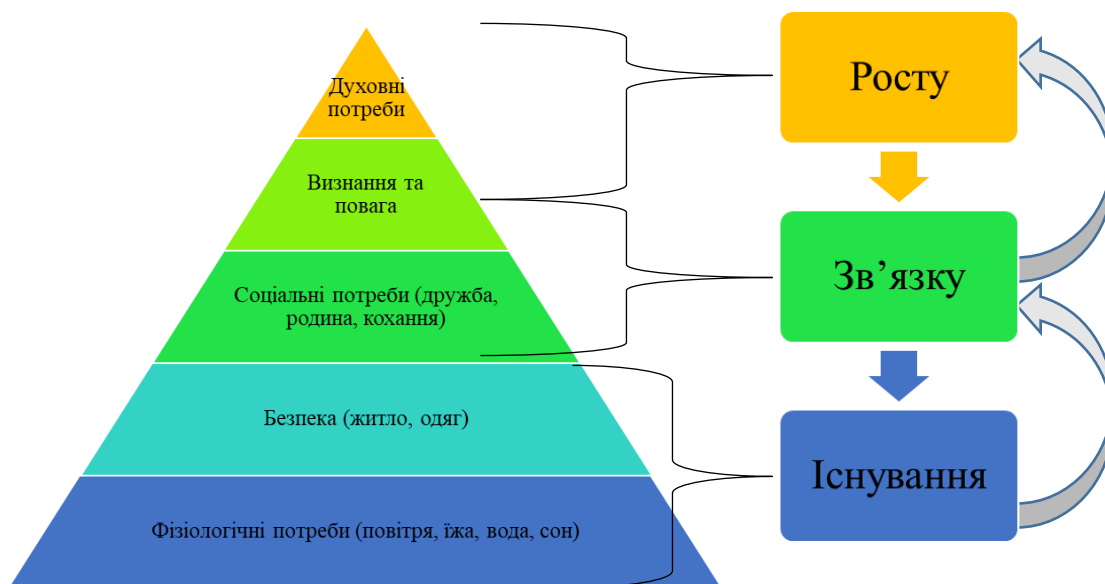 Духовні
потреби
Визнання та
повага
Соціальні потреби (дружба,
родина, кохання)
Безпека (житло, одяг)
Фізіологічні потреби (повітря, їжа, вода, сон)
Росту
Зв’язку
Існування